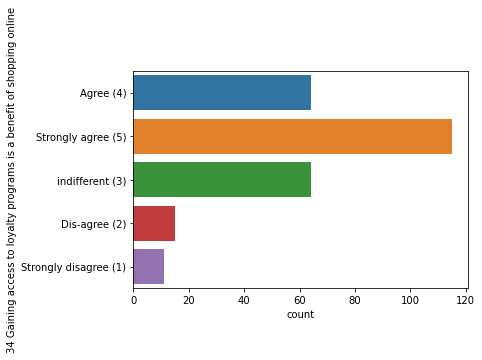 34 Gaining access to loyalty programs is a benefit of shopping online
Agree (4)
Strongly agree (5)
indifferent (3)
Dis-agree (2)
Strongly disagree (1)
0 20 40 60 80 100 120
count